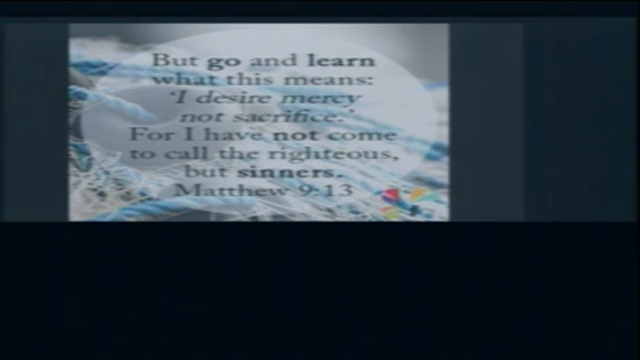 But go and learn
what this means:
'I desire mercy
not sacrifice.'
For I have not come
to call the righteous,
but sinners.
Matthew 9:13